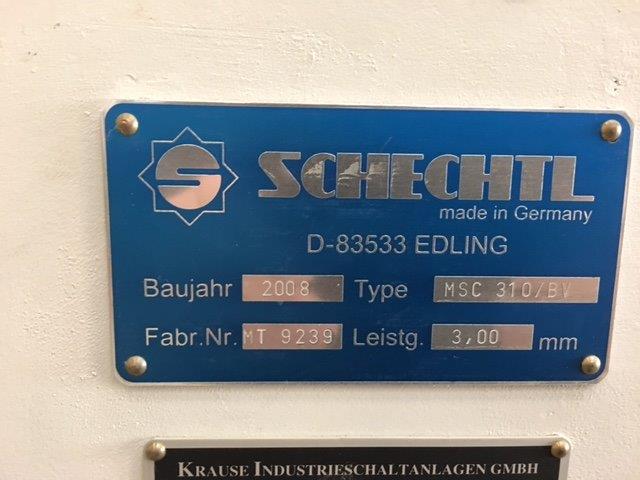 SCHECHTL
made in Germany
D-83533 EDLING
Baujahr 2008 Type MSC 310/BV
Fabr.Nr. MT 9239 Leistg. 3,00 mm
KRAUSE INDUSTRIESCHALTANLAGEN GMBH